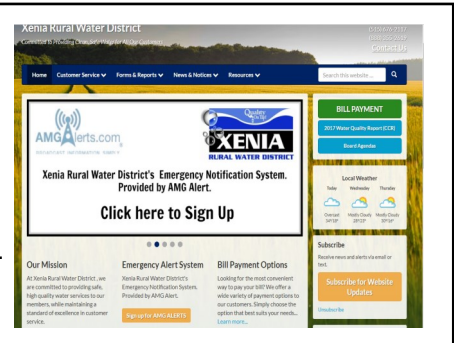 Xenia Rural Water District
Committed to Providing Clean, Safe Water for All Our Customers
Contact Us
Home
Customer Service
Forms & Reports
News & Notices
Resources
Search this website ...
AMGAlerts.com
Quality
On Tap
XENIA
RURAL WATER DISTRICT
Xenia Rural Water District's Emergency Notification System.
Provided by AMG Alert.
Click here to Sign Up
BILL PAYMENT
2017 Water Quality Report (CCR)
Board Agendas
Local Weather
Today Wednesday Thursday
Overcast Mostly Cloudy Mostly Cloudy
Subscribe
Receive news and alerts via email or
text.
Subscribe for Website
Updates
Unsubscribe
Our Mission
At Xenia Rural Water District , we
are committed to providing safe,
high quality water services to our
members, while maintaining a
standard of excellence in customer
service.
Emergency Alert System
Xenia Rural Water District's
Emergency Notification System.
Provided by AMG Alert.
Sign up for AMG ALERTS
Bill Payment Options
Looking for the most convenient
way to pay your bill? We offer a
wide variety of payment options to
our customers. Simply choose the
option that best suits your needs...
Learn more...